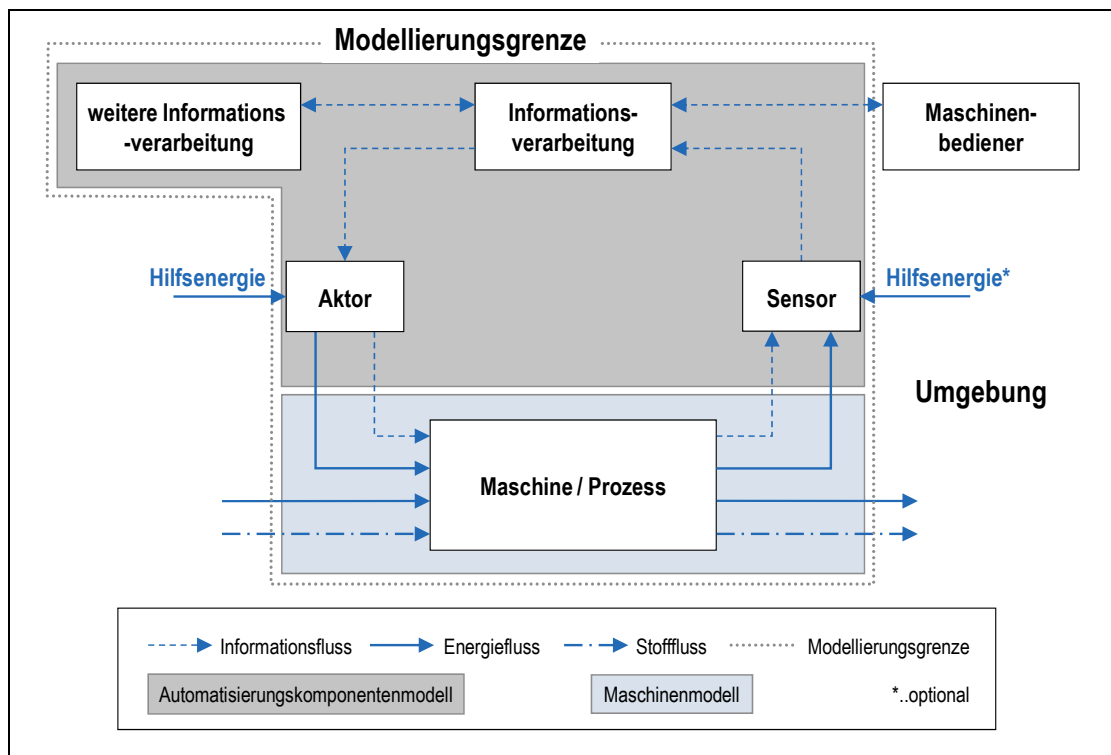 Modellierungsgrenze
weitere Informations
-verarbeitung
Informations-
verarbeitung
Maschinen-
bediener
Hilfsenergie
Aktor
Sensor
Hilfsenergie*
Umgebung
Maschine / Prozess
Informationsfluss
Energiefluss
Stofffluss
Modellierungsgrenze
Automatisierungskomponentenmodell
Maschinenmodell
*..optional